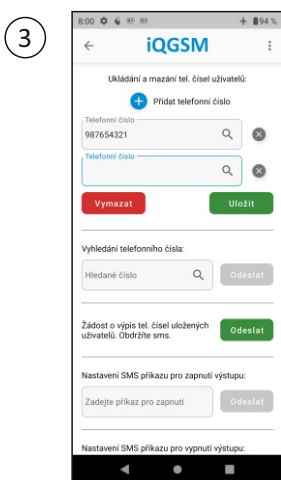 3
8:00 94 %
iQGSM
Ukládání a mazání tel. čísel uživatelů:
Přidat telefonní číslo
Telefonní číslo
987654321
Telefonní číslo
Vymazat Uložit
Vyhledání telefonního čísla:
Hledané číslo Odeslat
Žádost o výpis tel. čísel uložených
uživatelů. Obdržíte sms. Odeslat
Nastavení SMS příkazu pro zapnutí výstupu:
Zadejte příkaz pro zapnutí Odeslat
Nastavení SMS příkazu pro vypnutí výstupu: